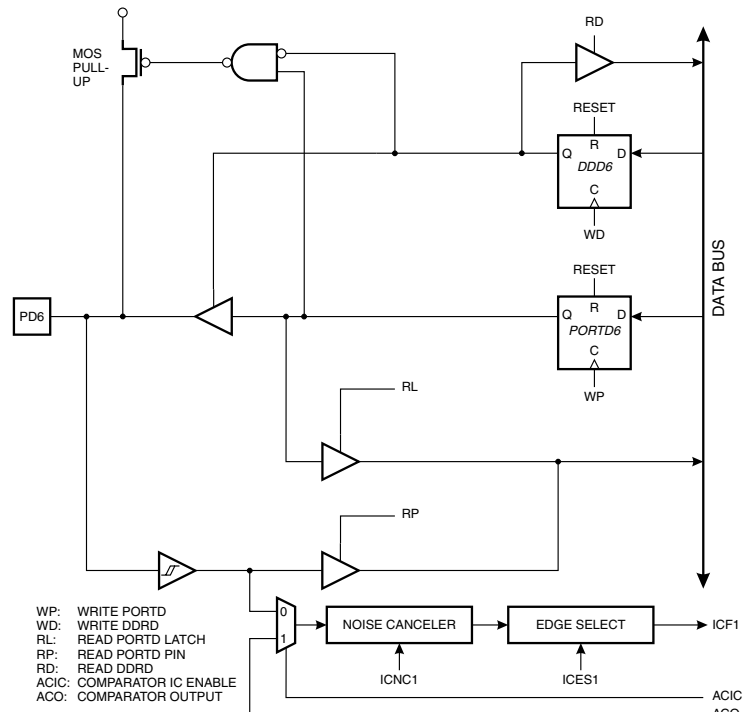 RD
MOS
PULL-
UP
RESET
R
Q
D
DDD6
C
WD
DATA BUS
RESET
R
Q
D
PORTD6
C
WP
PD6
RL
RP
WP: WRITE PORTD
WD: WRITE DDRD
RL: READ PORTD LATCH
RP: READ PORTD PIN
RD: READ DDRD
ACIC: COMPARATOR IC ENABLE
ACO: COMPARATOR OUTPUT
0
1
NOISE CANCELER
EDGE SELECT
ICF1
ICNC1
ICES1
ACIC
ACO